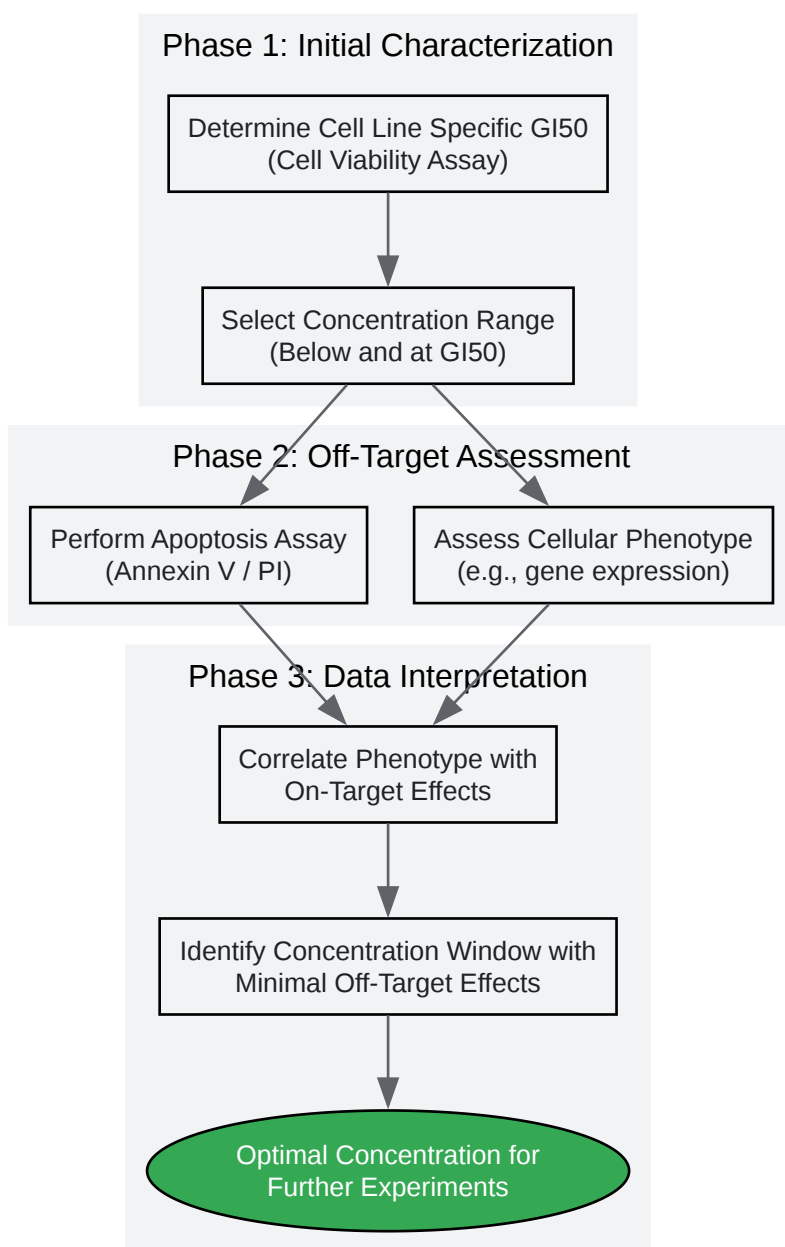 Phase 1: Initial Characterization
Determine Cell Line Specific GI50
(Cell Viability Assay)
Select Concentration Range
(Below and at GI50)
Phase 2: Off-Target Assessment
Perform Apoptosis Assay
(Annexin V / PI)
Assess Cellular Phenotype
(e.g., gene expression)
Phase 3: Data Interpretation
Correlate Phenotype with
On-Target Effects
Identify Concentration Window with
Minimal Off-Target Effects
Optimal Concentration for
Further Experiments